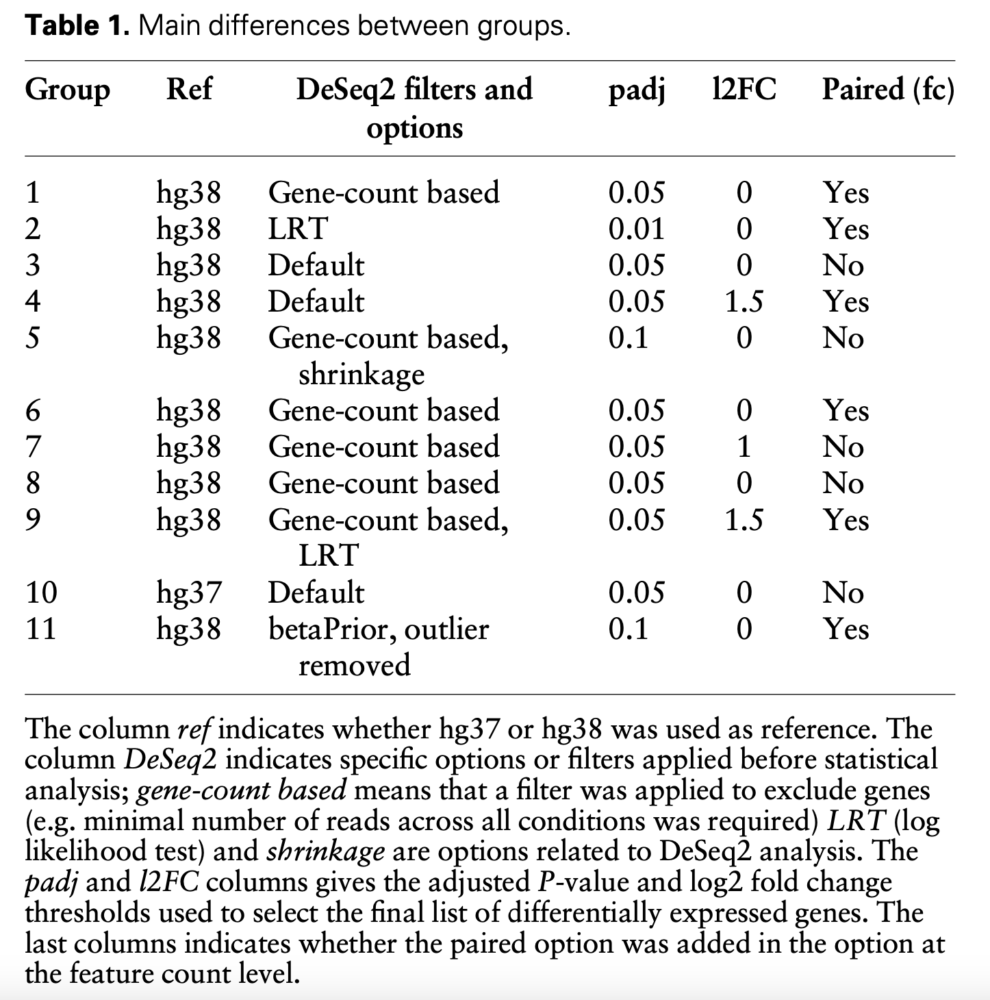 Table 1. Main differences between groups.
Group Ref DeSeq2 filters and options padj l2FC Paired (fc)
1 hg38 Gene-count based 0.05 0 Yes
2 hg38 LRT 0.01 0 Yes
3 hg38 Default 0.05 0 No
4 hg38 Default 0.05 1.5 Yes
5 hg38 Gene-count based, shrinkage 0.1 0 No
6 hg38 Gene-count based 0.05 0 Yes
7 hg38 Gene-count based 0.05 1 No
8 hg38 Gene-count based 0.05 0 No
9 hg38 Gene-count based, LRT 0.05 1.5 Yes
10 hg37 Default 0.05 0 No
11 hg38 betaPrior, outlier removed 0.1 0 Yes
The column ref indicates whether hg37 or hg38 was used as reference. The
column DeSeq2 indicates specific options or filters applied before statistical
analysis; gene-count based means that a filter was applied to exclude genes
(e.g. minimal number of reads across all conditions was required) LRT (log
likelihood test) and shrinkage are options related to DeSeq2 analysis. The
padj and l2FC columns gives the adjusted P-value and log2 fold change
thresholds used to select the final list of differentially expressed genes. The
last columns indicates whether the paired option was added in the option at
the feature count level.